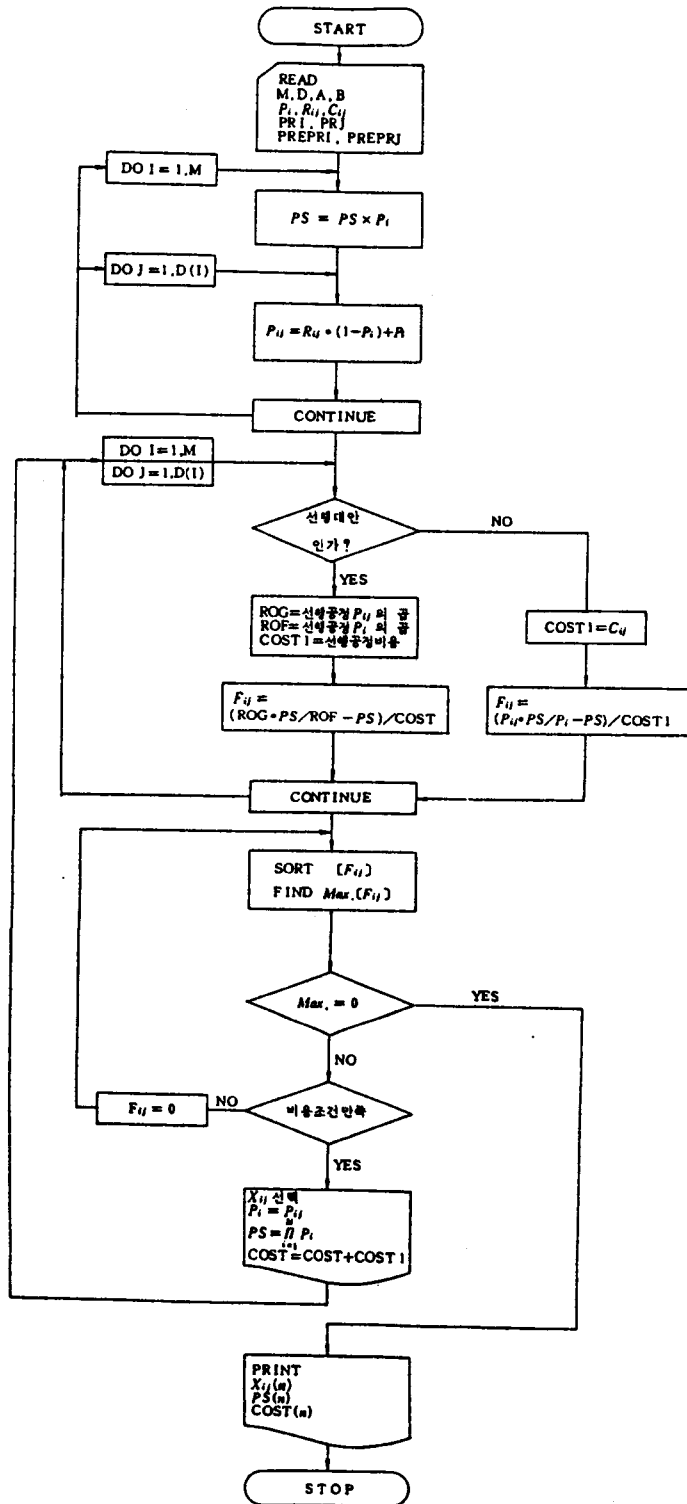 START
READ
M, D, A, B
Pi, Rij, Cij
PRI, PRJ
PREPRI, PREPRJ
DO I = 1, M
PS = PS × Pi
DO J = 1, D(I)
Pij = Rij * (1−Pi)+Pi
CONTINUE
DO I = 1, M
DO J = 1, D(I)
선행대안
인가?
NO
YES
ROG=선행공정 Pij 의 곱
ROF=선행공정 Pi 의 곱
COST1=선행공정비용
COST1=Cij
Fij =
(ROG * PS/ROF − PS)/COST
Fij =
(Pij * PS/Pi − PS)/COST1
CONTINUE
SORT [Fij]
FIND Max. [Fij]
Max. = 0
YES
NO
비용조건만족
NO
Fij = 0
YES
Xij 선택
Pi = Pij
PS = Π Pi
COST=COST+COST1
PRINT
Xij(n)
PS(n)
COST(n)
STOP